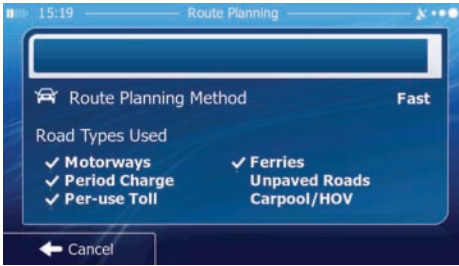 15:19 Route Planning
Route Planning Method Fast
Road Types Used
Motorways Ferries
Period Charge Unpaved Roads
Per-use Toll Carpool/HOV
Cancel